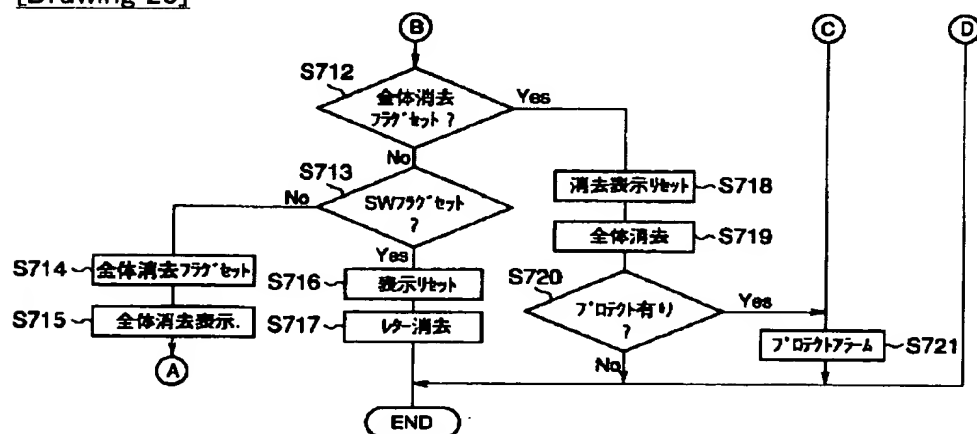 B
C
D
S712
全体消去
フラグセット ?
Yes
No
S713
SWフラグセット
?
No
Yes
S714
全体消去フラグセット
S715
全体消去表示.
A
S716
表示リセット
S717
レター消去
消去表示リセット
S718
全体消去
S719
S720
プロテクト有り
?
Yes
No
プロテクトアラーム
S721
END